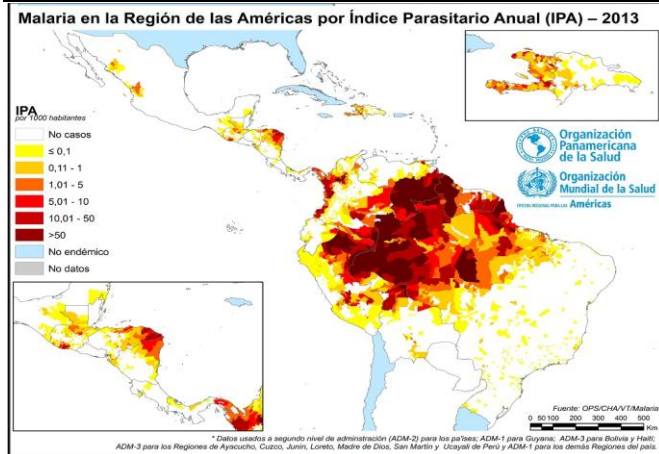 Malaria en la Región de las Américas por Índice Parasitario Anual (IPA) – 2013
IPA
por 1000 habitantes
No casos
≤ 0,1
0,11 - 1
1,01 - 5
5,01 - 10
10,01 - 50
>50
No endémico
No datos
Organización
Panamericana
de la Salud
Organización
Mundial de la Salud
OFICINA REGIONAL PARA LAS Américas
Fuente: OPS/CHA/VT/Malaria
0 50 100 200 300 400 500
Km
* Datos usados a segundo nivel de adminstración (ADM-2) para los países; ADM-1 para Guyana; ADM-3 para Bolivia y Haití;
ADM-3 para los Regiones de Ayacucho, Cuzco, Junin, Loreto, Madre de Dios, San Martín y Ucayali de Perú y ADM-1 para los demás Regiones del país.